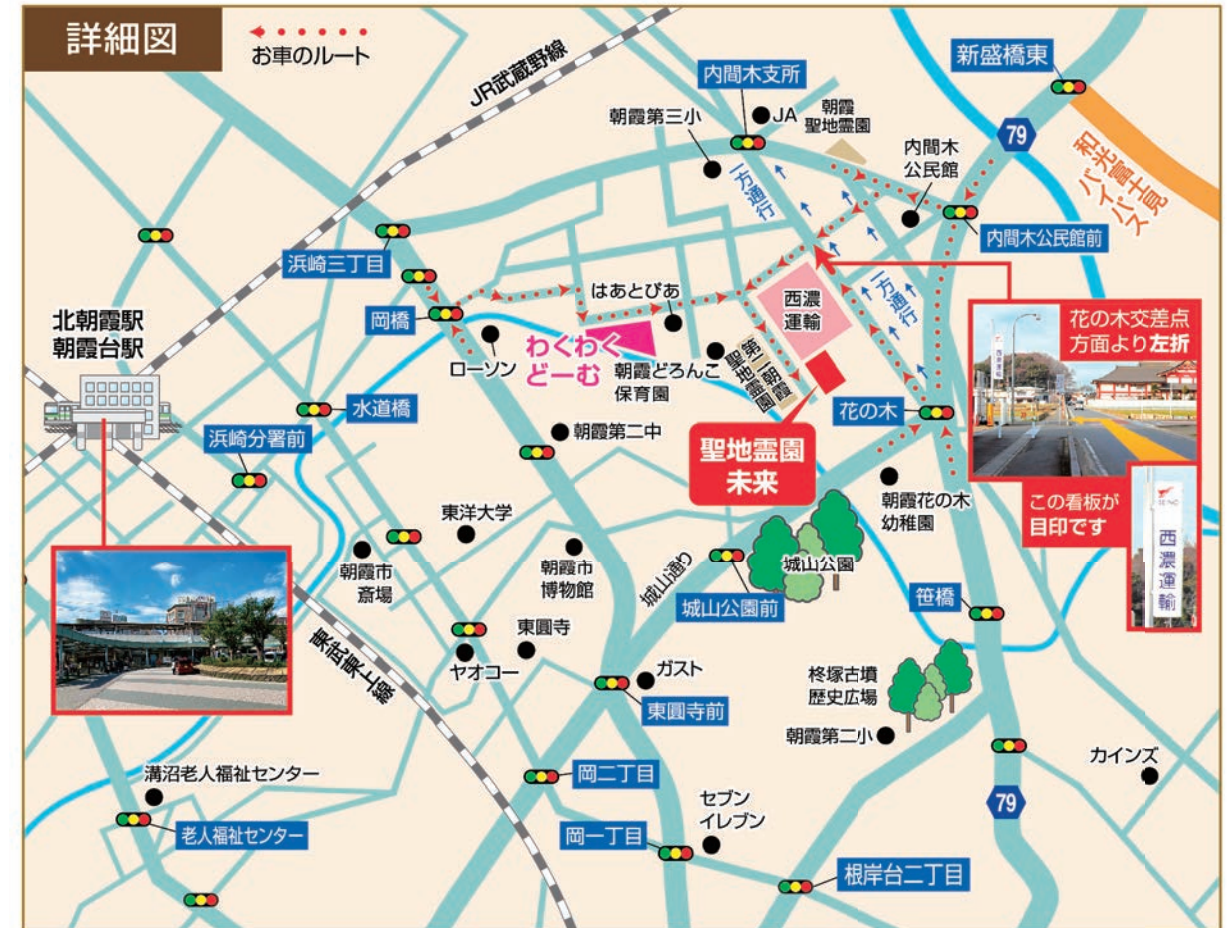 詳細図
お車のルート
JR武蔵野線
内間木支所
新盛橋東
朝霞第三小
JA
朝霞
聖地霊園
79
和光富士見
バイパス
内間木
公民館
一方通行
浜崎三丁目
内間木公民館前
はあとぴあ
西濃
運輸
一方通行
北朝霞駅
朝霞台駅
岡橋
花の木交差点
方面より左折
西濃運輸
ローソン
わくわく
どーむ
朝霞どろんこ
保育園
第二朝霞
聖地霊園
水道橋
花の木
浜崎分署前
朝霞第二中
聖地霊園
未来
この看板が
目印です
西濃運輸
朝霞花の木
幼稚園
東洋大学
朝霞市
斎場
朝霞市
博物館
城山通り
城山公園
城山公園前
笹橋
東圓寺
ヤオコー
東武東上線
ガスト
東圓寺前
柊塚古墳
歴史広場
朝霞第二小
カインズ
溝沼老人福祉センター
岡二丁目
79
セブン
イレブン
老人福祉センター
岡一丁目
根岸台二丁目